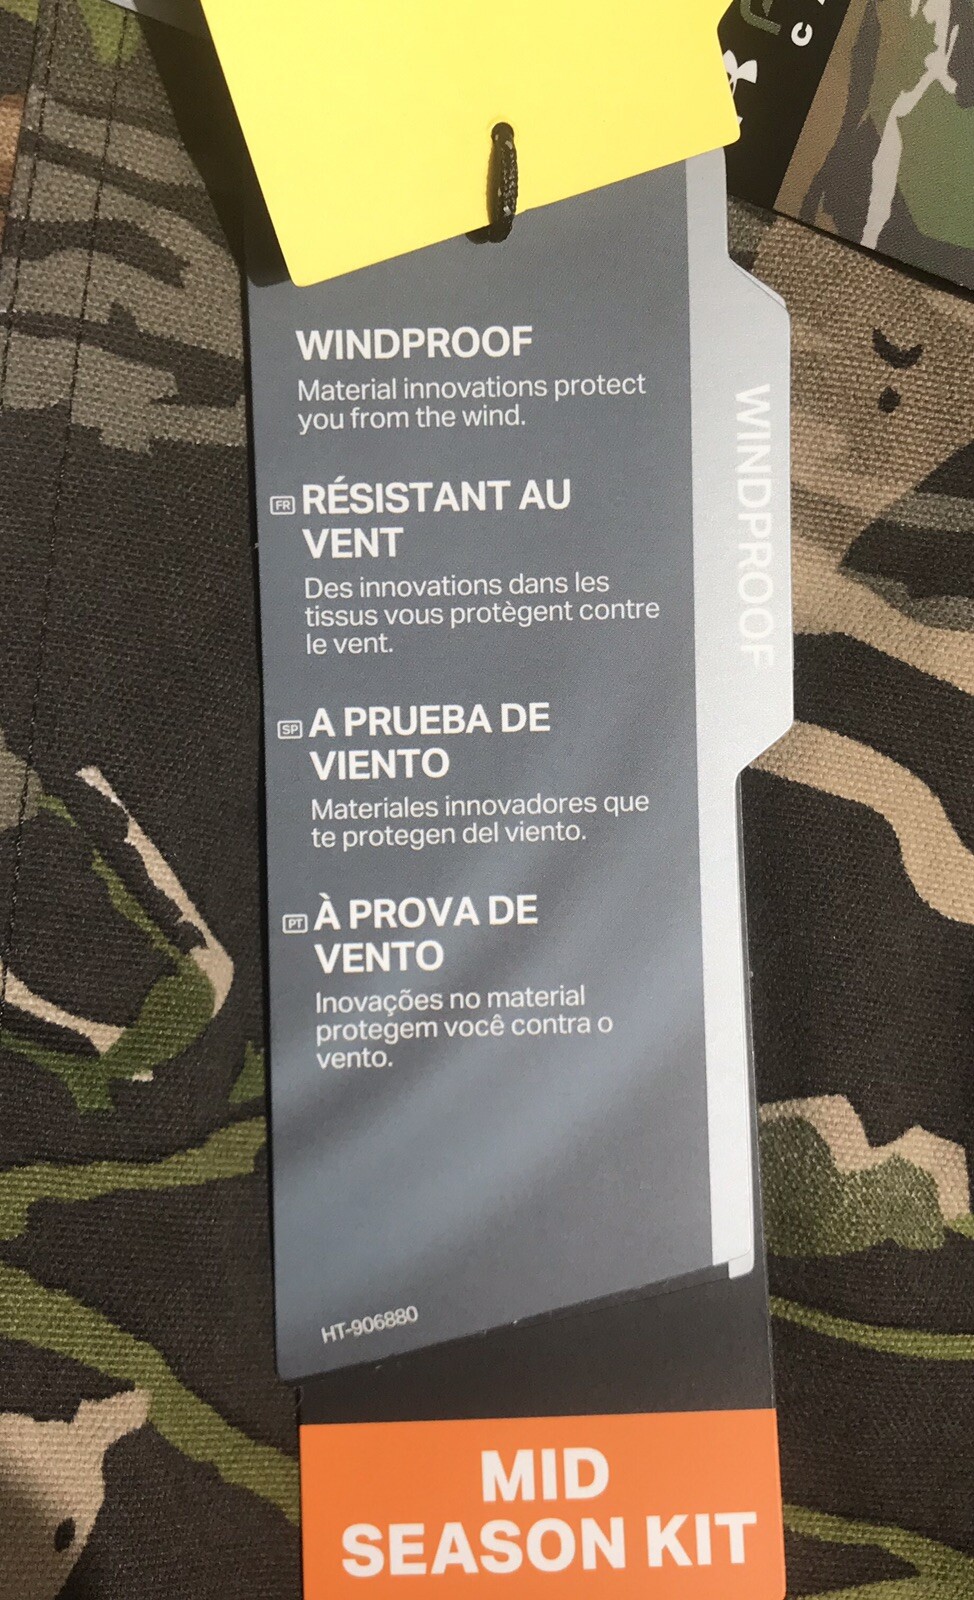 WINDPROOF
Material innovations protect
you from the wind.
FR RÉSISTANT AU
VENT
Des innovations dans les
tissus vous protègent contre
le vent.
SP A PRUEBA DE
VIENTO
Materiales innovadores que
te protegen del viento.
PT À PROVA DE
VENTO
Inovações no material
protegem você contra o
vento.
HT-906880
WINDPROOF
MID
SEASON KIT